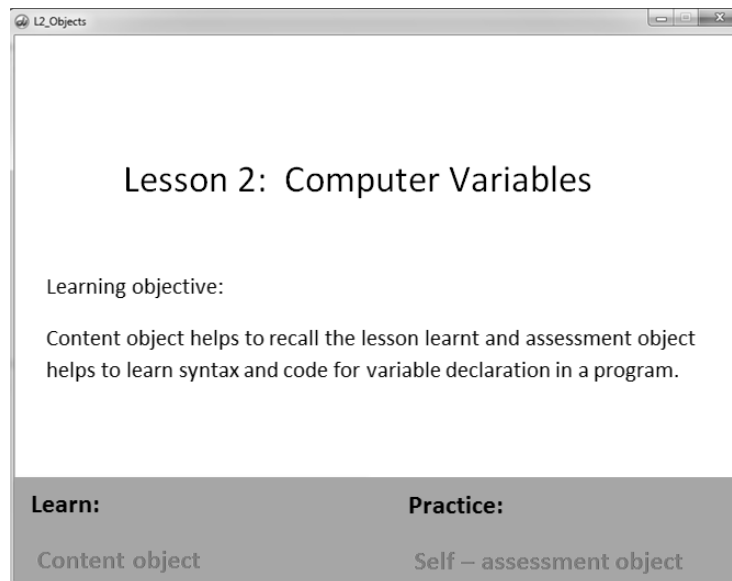 L2_Objects
Lesson 2: Computer Variables
Learning objective:
Content object helps to recall the lesson learnt and assessment object
helps to learn syntax and code for variable declaration in a program.
Learn: Practice:
Content object Self – assessment object